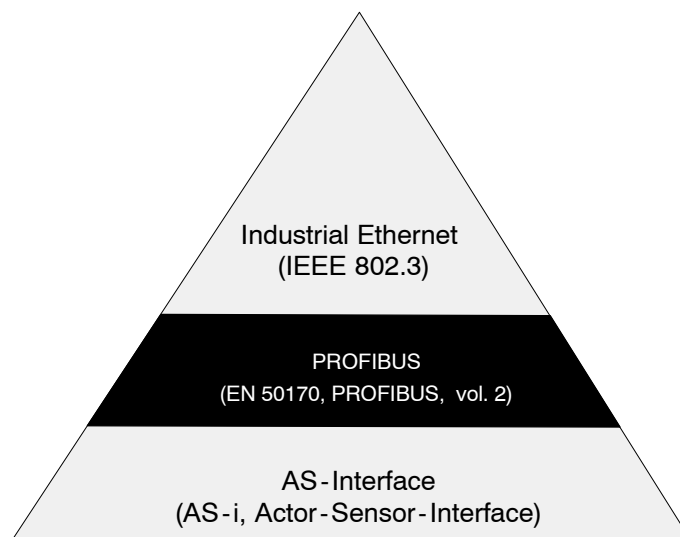 Industrial Ethernet
(IEEE 802.3)
PROFIBUS
(EN 50170, PROFIBUS, vol. 2)
AS-Interface
(AS-i, Actor-Sensor-Interface)